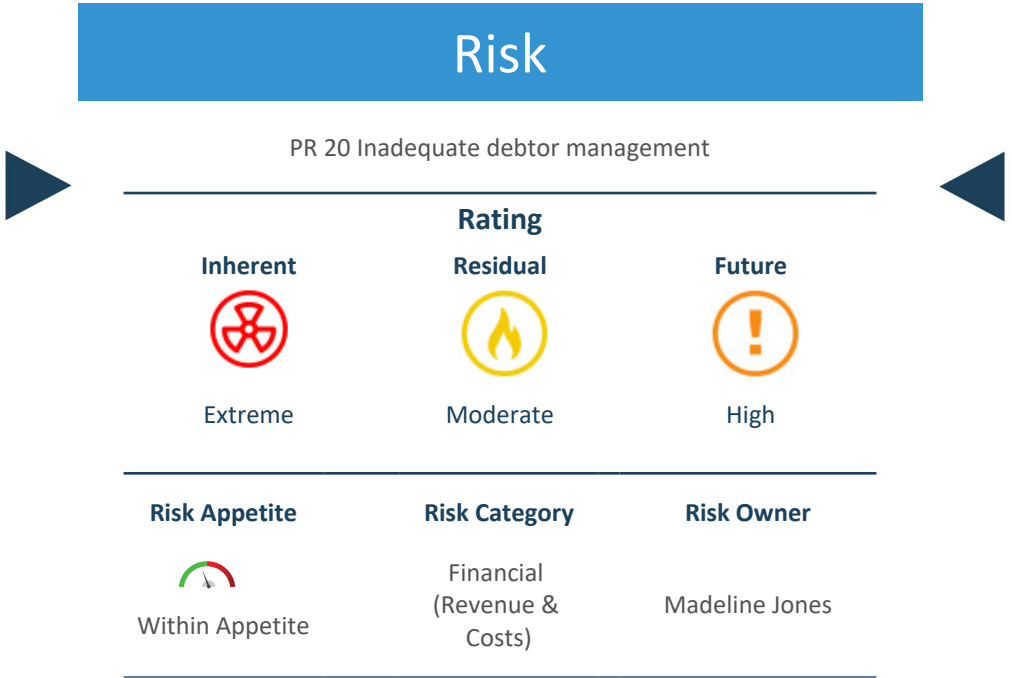 Risk
PR 20 Inadequate debtor management
Rating
Inherent Residual Future
Extreme Moderate High
Risk Appetite Risk Category Risk Owner
Within Appetite
Financial
(Revenue &
Costs)
Madeline Jones